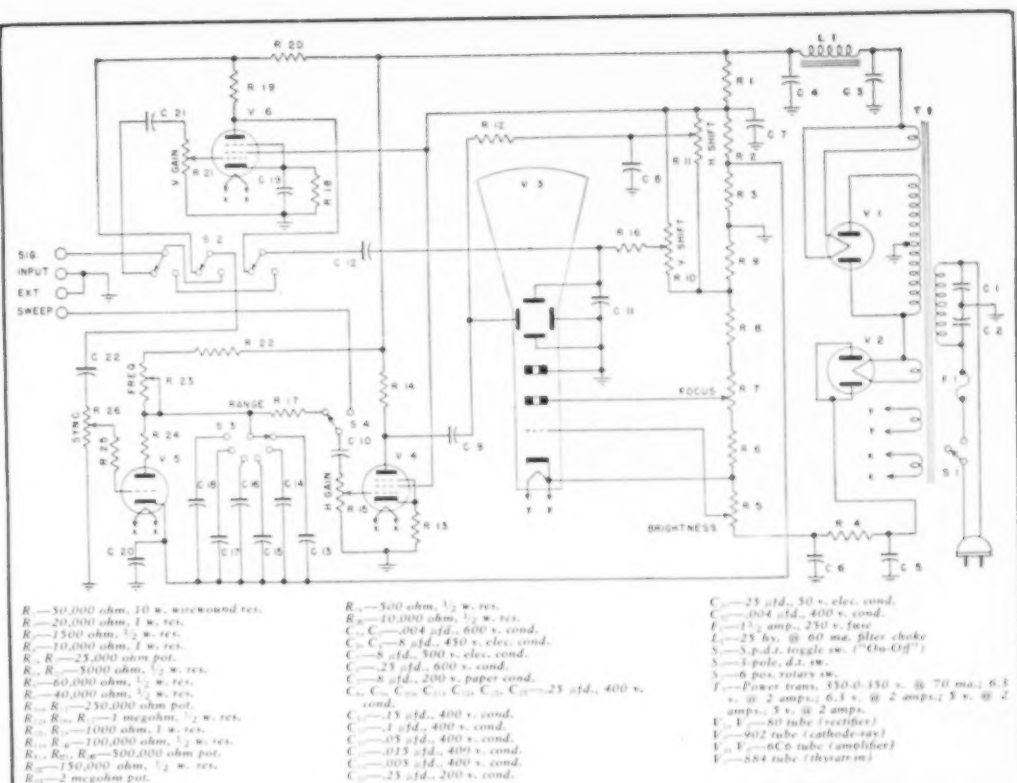 R 20
L 1
R 19
R 1
C 4
C 3
T 1
C 21
V 6
R 12
C 7
V. GAIN
R 21
C 19
R 18
R 11
H. SHIFT
R 2
C 8
R 3
V 3
V 1
S 2
SIG.
INPUT
EXT
SWEEP
C 12
R 16
V. SHIFT
R 10
R 9
C 1
C 2
C 11
R 8
V 2
C 22
R 22
FREQ
R 23
R 14
F 1
RANGE
R 17
S 4
FOCUS
R 7
SYNC
R 26
R 25
R 24
S 3
C 10
V 4
C 9
R 6
V 5
C 18
C 16
C 14
H GAIN
R 15
R 13
S 1
X X
Y Y
R 5
BRIGHTNESS
R 4
C 20
C 17
C 15
C 13
C 6
C 5
—50,000 ohm, 10 w. wirewound res.
—20,000 ohm, 1 w. res.
—1500 ohm, ½ w. res.
—10,000 ohm, 1 w. res.
—25,000 ohm pot.
—5000 ohm, ½ w. res.
—60,000 ohm, ½ w. res.
—40,000 ohm, ½ w. res.
—250,000 ohm pot.
—1 megohm, ½ w. res.
—1000 ohm, 1 w. res.
—100,000 ohm, ½ w. res.
—500,000 ohm pot.
—150,000 ohm, ½ w. res.
—2 megohm pot.
—500 ohm, ½ w. res.
—10,000 ohm, ½ w. res.
—.004 µfd., 600 v. cond.
—8 µfd., 450 v. elec. cond.
—8 µfd., 500 v. elec. cond.
—.25 µfd., 600 v. cond.
—8 µfd., 200 v. paper cond.
—.25 µfd., 400 v.
cond.
.15 µfd., 400 v. cond.
.1 µfd., 400 v. cond.
—.05 µfd., 400 v. cond.
—.015 µfd., 400 v. cond.
—.005 µfd., 400 v. cond.
.25 µfd., 200 v. cond.
—25 µfd., 50 v. elec. cond.
.004 µfd., 400 v. cond.
—1½ amp., 250 v. fuse
—25 hy. @ 60 ma. filter choke
—S.p.d.t. toggle sw. ("On-Off")
—3-pole, d.t. sw.
—6 pos. rotary sw.
—Power trans. 350-0-350 v. @ 70 ma.; 6.3
v. @ 2 amps.; 6.3 v. @ 2 amps.; 5 v. @ 2
amps.; 5 v. @ 2 amps.
—80 tube (rectifier)
—902 tube (cathode-ray)
—6C6 tube (amplifier)
—884 tube (thyratron)